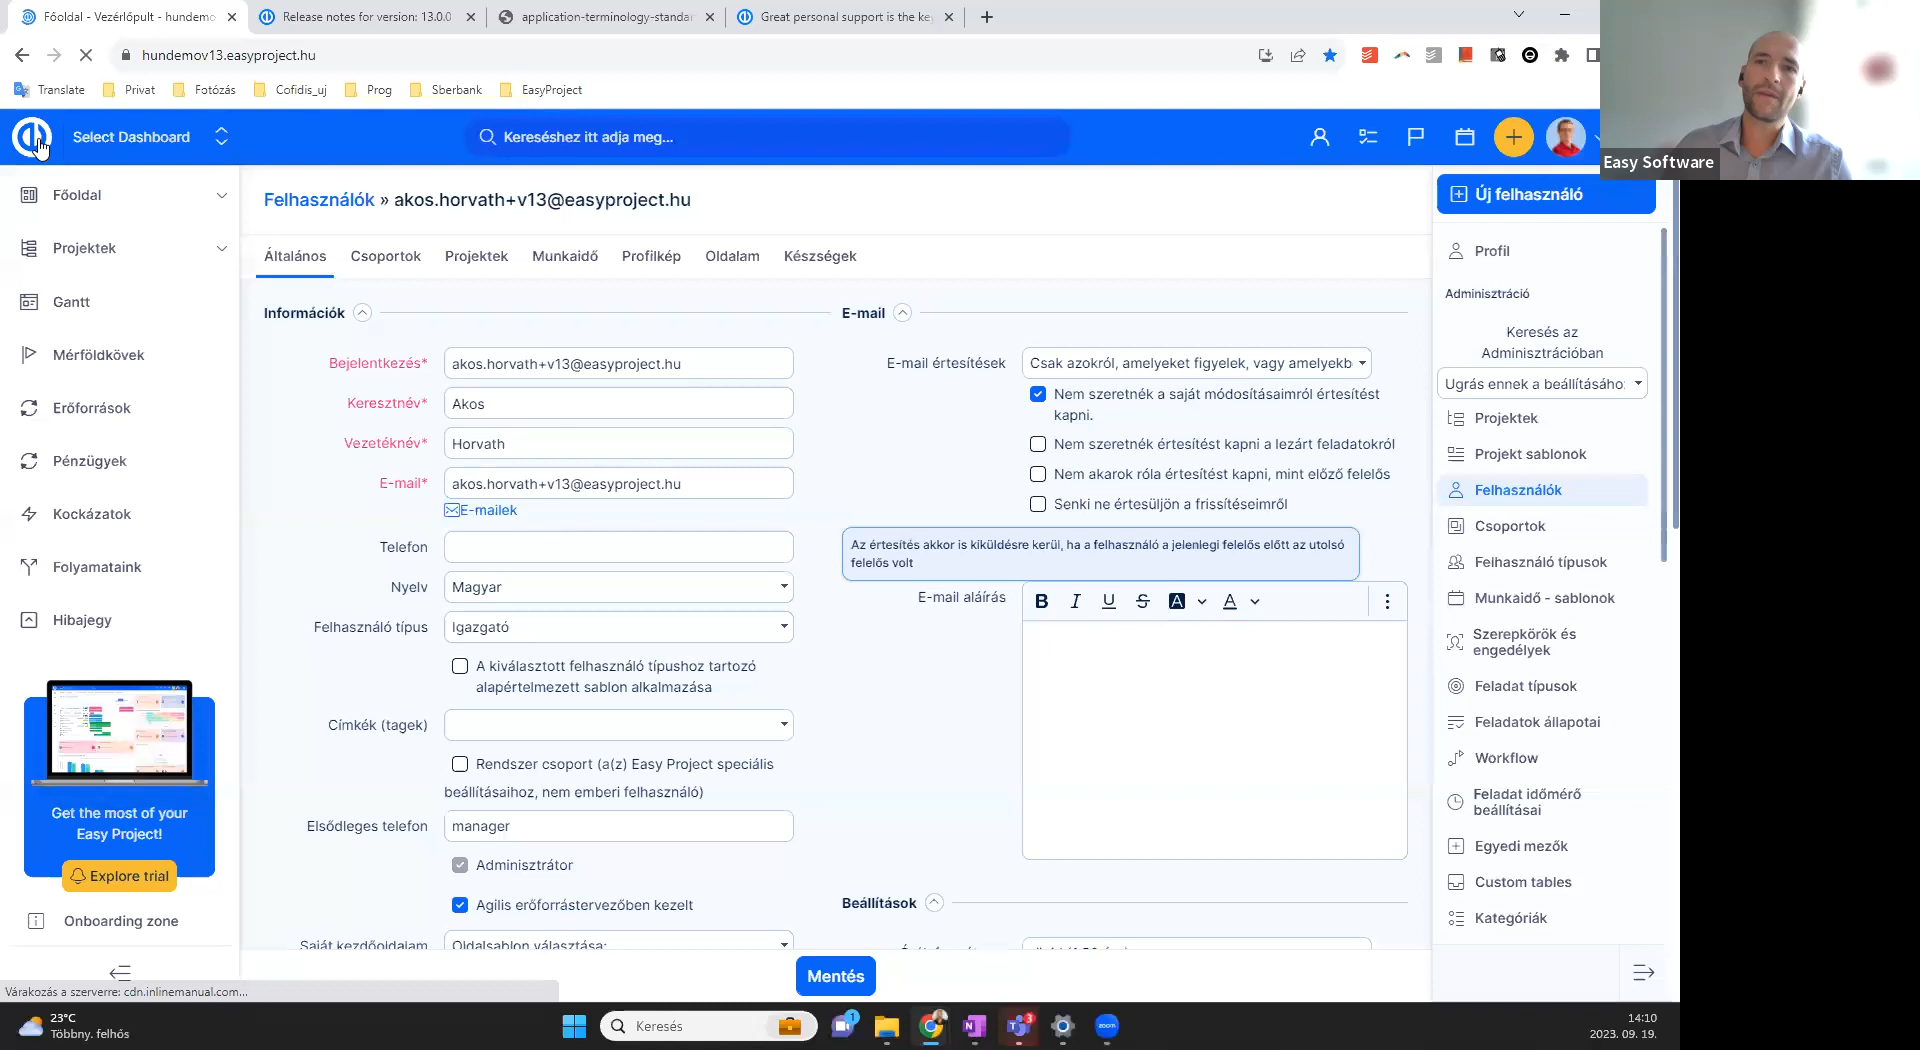 Főoldal - Vezérlőpult - hundemo
Release notes for version: 13.0.0
application-terminology-standar
Great personal support is the key
hundemov13.easyproject.hu
Translate
Privat
Fotózás
Cofidis_uj
Prog
Sberbank
EasyProject
Select Dashboard
Kereséshez itt adja meg...
Easy Software
Főoldal
Projektek
Gantt
Mérföldkövek
Erőforrások
Pénzügyek
Kockázatok
Folyamataink
Hibajegy
Get the most of your
Easy Project!
Explore trial
Onboarding zone
Várakozás a szerverre: cdn.inlinemanual.com...
Felhasználók » akos.horvath+v13@easyproject.hu
Általános
Csoportok
Projektek
Munkaidő
Profilkép
Oldalam
Készségek
Információk
Bejelentkezés*
akos.horvath+v13@easyproject.hu
Keresztnév*
Akos
Vezetéknév*
Horvath
E-mail*
akos.horvath+v13@easyproject.hu
E-mailek
Telefon
Nyelv
Magyar
Felhasználó típus
Igazgató
A kiválasztott felhasználó típushoz tartozó
alapértelmezett sablon alkalmazása
Címkék (tagek)
Rendszer csoport (a(z) Easy Project speciális
beállításaihoz, nem emberi felhasználó)
Elsődleges telefon
manager
Adminisztrátor
Agilis erőforrástervezőben kezelt
Saját kezdőoldalam
Oldalsablon választása:
E-mail
E-mail értesítések
Csak azokról, amelyeket figyelek, vagy amelyekb
Nem szeretnék a saját módosításaimról értesítést
kapni.
Nem szeretnék értesítést kapni a lezárt feladatokról
Nem akarok róla értesítést kapni, mint előző felelős
Senki ne értesüljön a frissítéseimről
Az értesítés akkor is kiküldésre kerül, ha a felhasználó a jelenlegi felelős előtt az utolsó
felelős volt
E-mail aláírás
B I U S A A
Beállítások
Mentés
Új felhasználó
Profil
Adminisztráció
Keresés az
Adminisztrációban
Ugrás ennek a beállításáho:
Projektek
Projekt sablonok
Felhasználók
Csoportok
Felhasználó típusok
Munkaidő - sablonok
Szerepkörök és
engedélyek
Feladat típusok
Feladatok állapotai
Workflow
Feladat időmérő
beállításai
Egyedi mezők
Custom tables
Kategóriák
23°C
Többny. felhős
Keresés
1
3
zoom
14:10
2023. 09. 19.